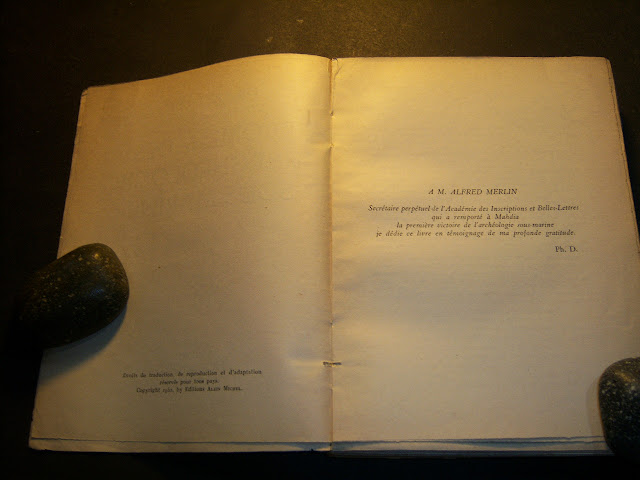 Droits de traduction, de reproduction et d'adaptation
réservés pour tous pays.
Copyright by Éditions Albin Michel.
A M. ALFRED MERLIN
Secrétaire perpétuel de l'Académie des Inscriptions et Belles-Lettres
qui a remporté à Mahdia
la première victoire de l'archéologie sous-marine
je dédie ce livre en témoignage de ma profonde gratitude.
Ph. D.